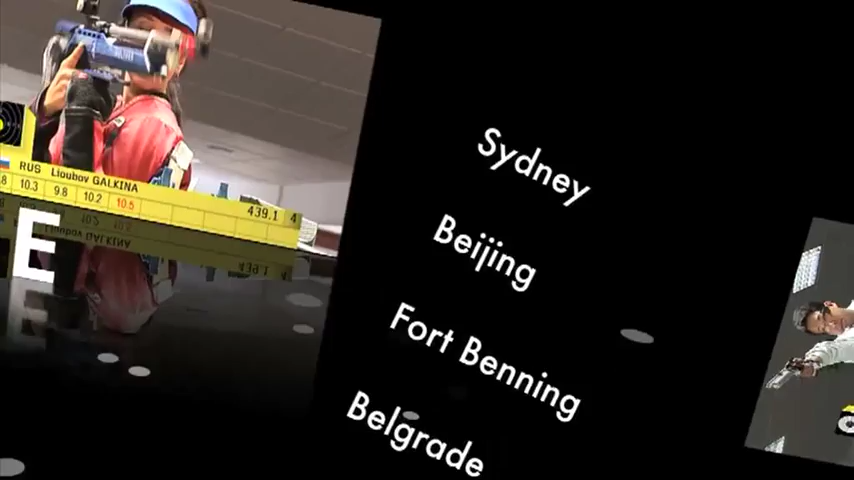 RUS Lioubov GALKINA
.8 10.3 9.8 10.2 10.5 439.1 4
E
Sydney
Beijing
Fort Benning
Belgrade